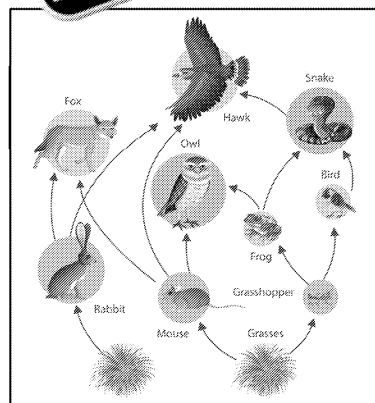 Snake
Fox
Hawk
Owl
Bird
Frog
Grasshopper
Rabbit
Mouse
Grasses